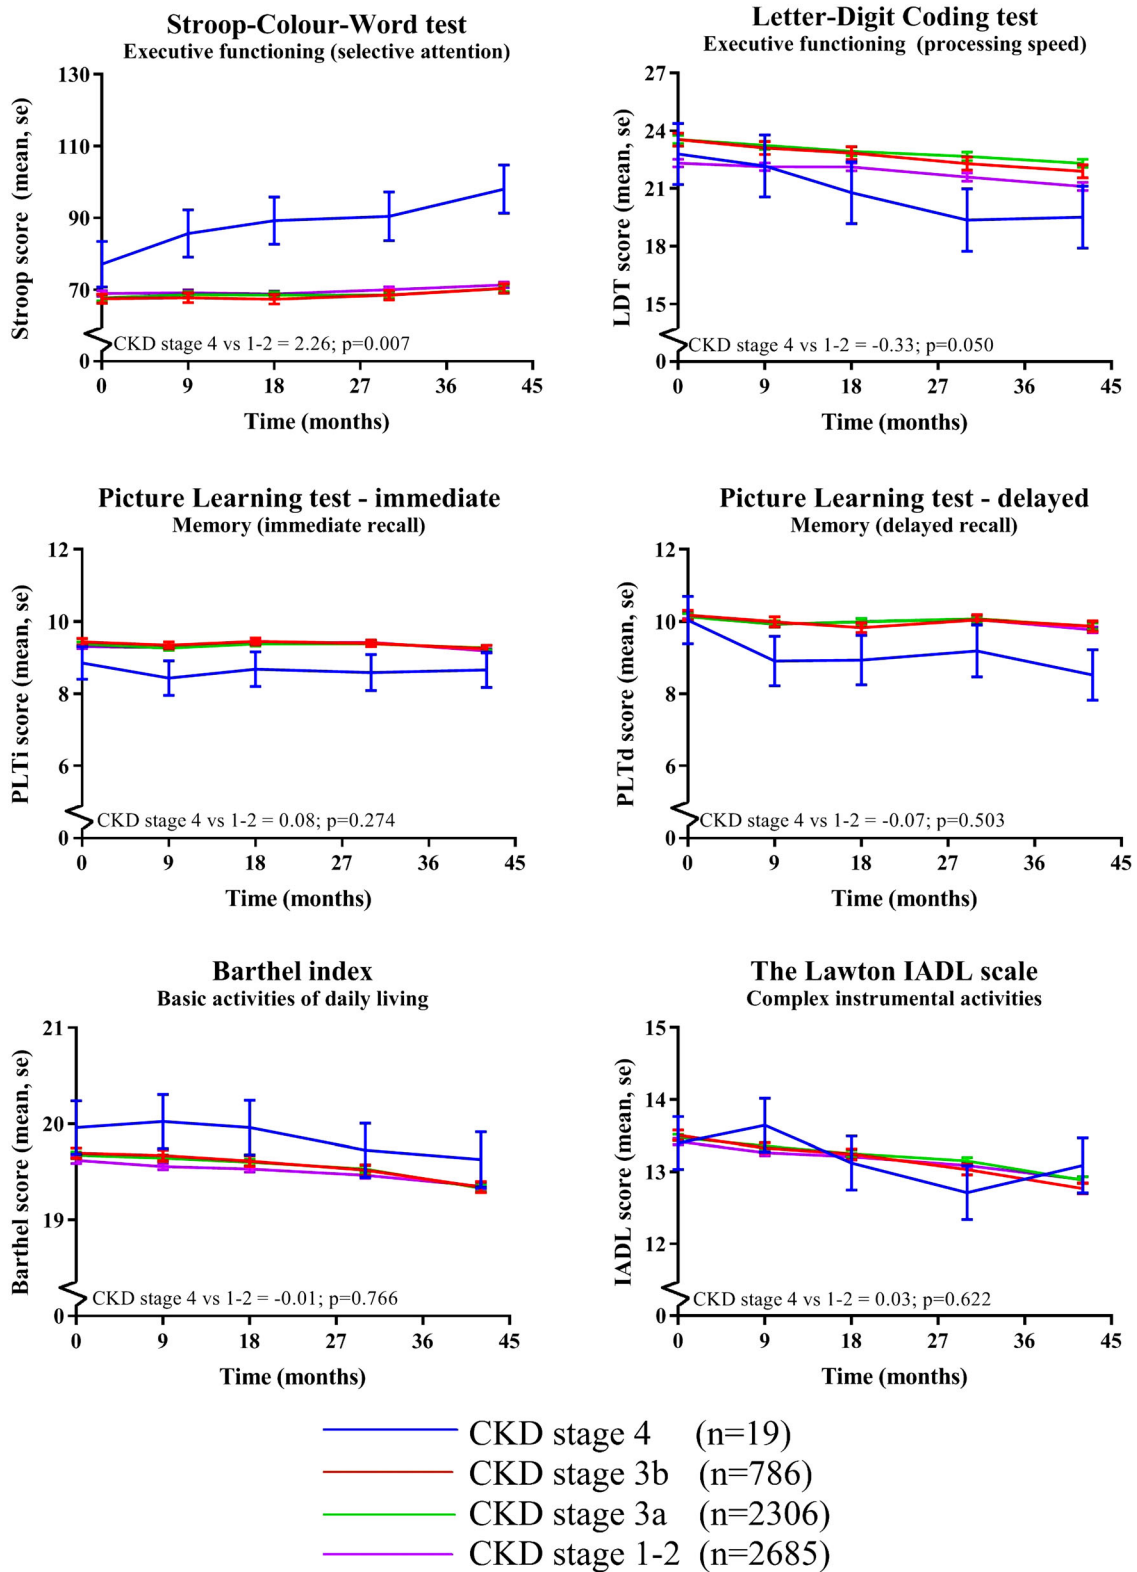 Stroop-Colour-Word test
Executive functioning (selective attention)
130
110
90
70
0
Stroop score (mean, se)
CKD stage 4 vs 1-2 = 2.26; p=0.007
0 9 18 27 36 45
Time (months)
Letter-Digit Coding test
Executive functioning (processing speed)
27
24
21
18
15
0
LDT score (mean, se)
CKD stage 4 vs 1-2 = -0.33; p=0.050
0 9 18 27 36 45
Time (months)
Picture Learning test - immediate
Memory (immediate recall)
12
10
8
6
0
PLTi score (mean, se)
CKD stage 4 vs 1-2 = 0.08; p=0.274
0 9 18 27 36 45
Time (months)
Picture Learning test - delayed
Memory (delayed recall)
12
10
8
6
0
PLTd score (mean, se)
CKD stage 4 vs 1-2 = -0.07; p=0.503
0 9 18 27 36 45
Time (months)
Barthel index
Basic activities of daily living
21
20
19
0
Barthel score (mean, se)
CKD stage 4 vs 1-2 = -0.01; p=0.766
0 9 18 27 36 45
Time (months)
The Lawton IADL scale
Complex instrumental activities
15
14
13
12
0
IADL score (mean, se)
CKD stage 4 vs 1-2 = 0.03; p=0.622
0 9 18 27 36 45
Time (months)
CKD stage 4 (n=19)
CKD stage 3b (n=786)
CKD stage 3a (n=2306)
CKD stage 1-2 (n=2685)